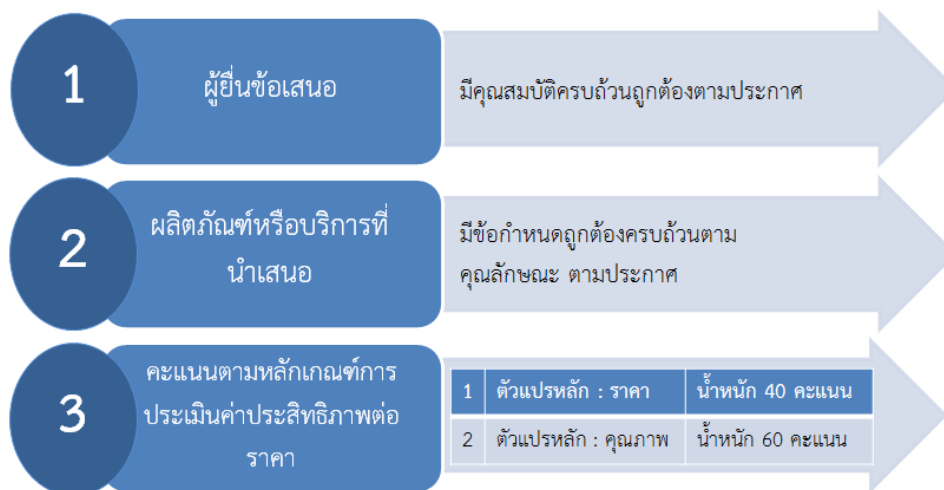 1
ผู้ยื่นข้อเสนอ
มีคุณสมบัติครบถ้วนถูกต้องตามประกาศ
2
ผลิตภัณฑ์หรือบริการที่
นำเสนอ
มีข้อกำหนดถูกต้องครบถ้วนตาม
คุณลักษณะ ตามประกาศ
3
คะแนนตามหลักเกณฑ์การ
ประเมินค่าประสิทธิภาพต่อ
ราคา
1 ตัวแปรหลัก : ราคา น้ำหนัก 40 คะแนน
2 ตัวแปรหลัก : คุณภาพ น้ำหนัก 60 คะแนน